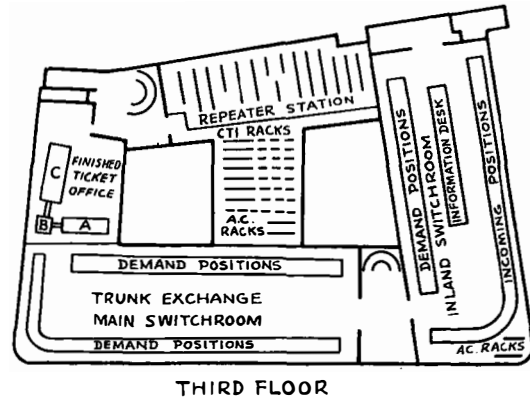 REPEATER STATION
CTI RACKS
A.C.
RACKS
FINISHED
TICKET
OFFICE
C
B
A
DEMAND POSITIONS
TRUNK EXCHANGE
MAIN SWITCHROOM
DEMAND POSITIONS
DEMAND POSITIONS
INLAND SWITCHROOM
INFORMATION DESK
INCOMING POSITIONS
AC. RACKS
THIRD FLOOR